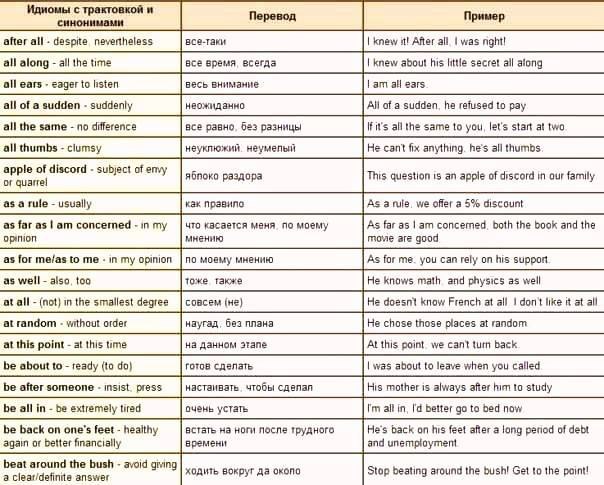 Идиомы с трактовкой и синонимами Перевод Пример
after all - despite, nevertheless все-таки I knew it! After all, I was right!
all along - all the time все время, всегда I knew about his little secret all along
all ears - eager to listen весь внимание I am all ears.
all of a sudden - suddenly неожиданно All of a sudden, he refused to pay
all the same - no difference все равно, без разницы If it's all the same to you, let's start at two.
all thumbs - clumsy неуклюжий, неумелый He can't fix anything, he's all thumbs.
apple of discord - subject of envy or quarrel яблоко раздора This question is an apple of discord in our family
as a rule - usually как правило As a rule, we offer a 5% discount
as far as I am concerned - in my opinion что касается меня, по моему мнению As far as I am concerned, both the book and the movie are good
as for me/as to me - in my opinion по моему мнению As for me, you can rely on his support.
as well - also, too тоже, также He knows math, and physics as well
at all - (not) in the smallest degree совсем (не) He doesn't know French at all. I don't like it at all
at random - without order наугад, без плана He chose those places at random
at this point - at this time на данном этапе At this point, we can't turn back.
be about to - ready (to do) готов сделать I was about to leave when you called.
be after someone - insist, press настаивать, чтобы сделал His mother is always after him to study
be all in - be extremely tired очень устать I'm all in, I'd better go to bed now
be back on one's feet - healthy again or better financially встать на ноги после трудного времени He's back on his feet after a long period of debt and unemployment.
beat around the bush - avoid giving a clear/definite answer ходить вокруг да около Stop beating around the bush! Get to the point!